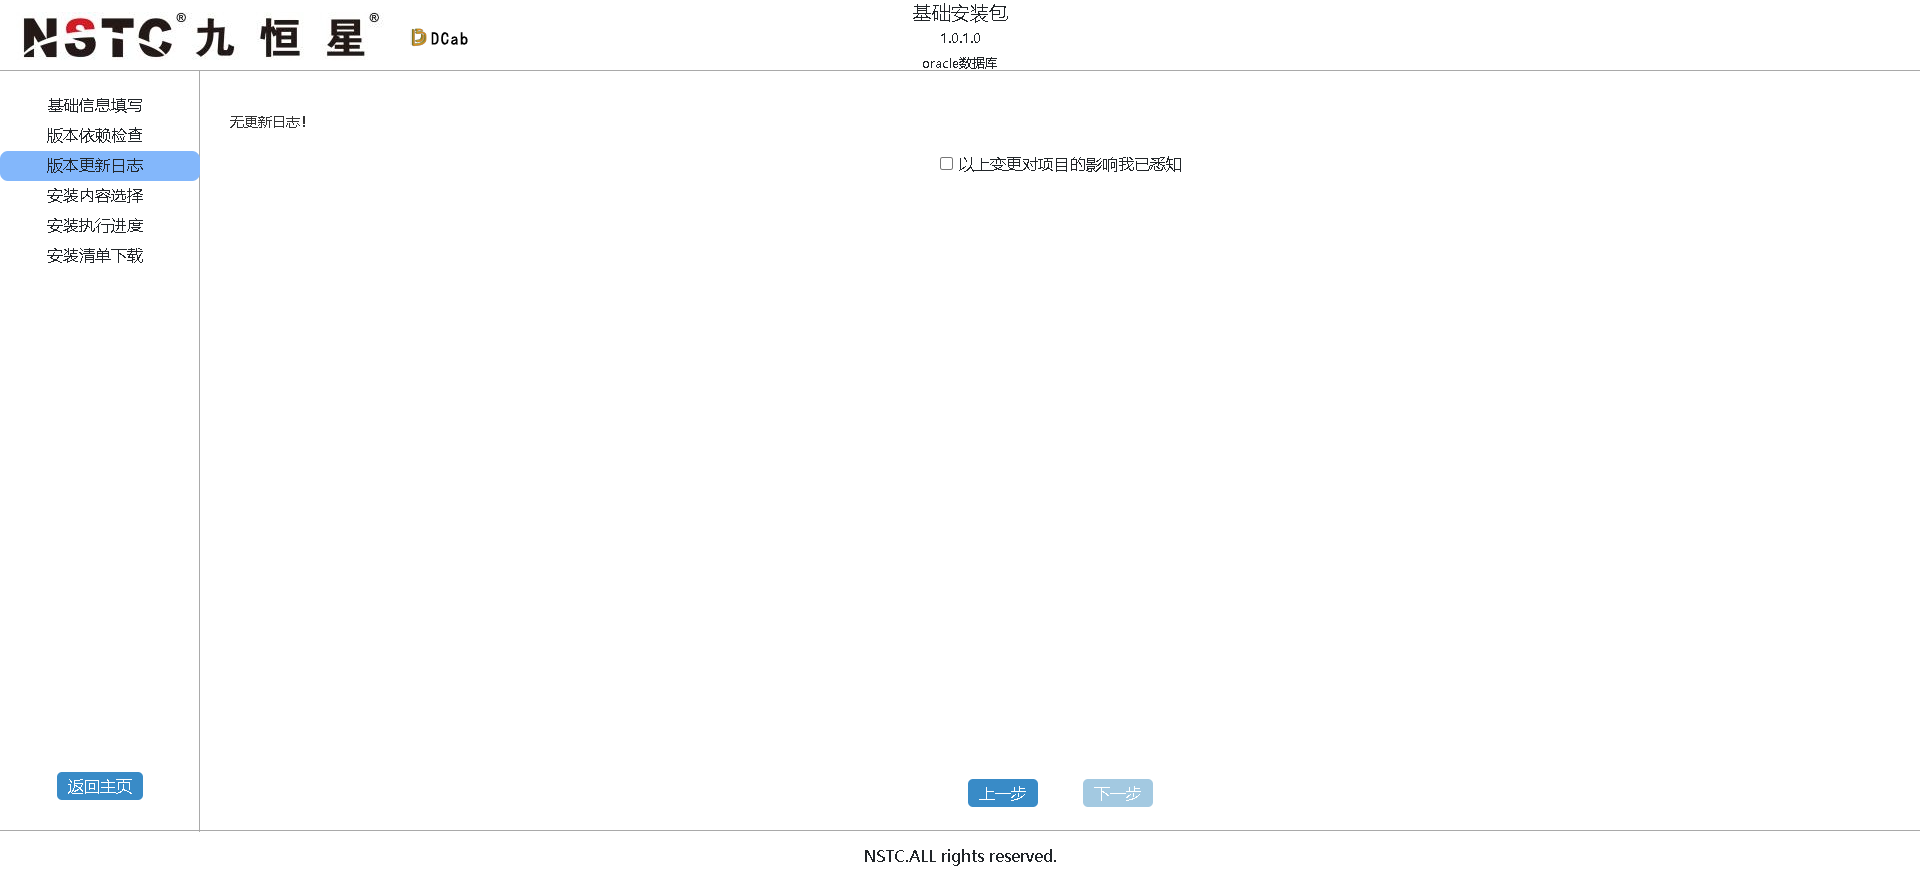 NSTC® 九恒星® DCab
基础安装包
1.0.1.0
oracle数据库
基础信息填写
版本依赖检查
版本更新日志
安装内容选择
安装执行进度
安装清单下载
返回主页
无更新日志!
以上变更对项目的影响我已悉知
上一步
下一步
NSTC.ALL rights reserved.